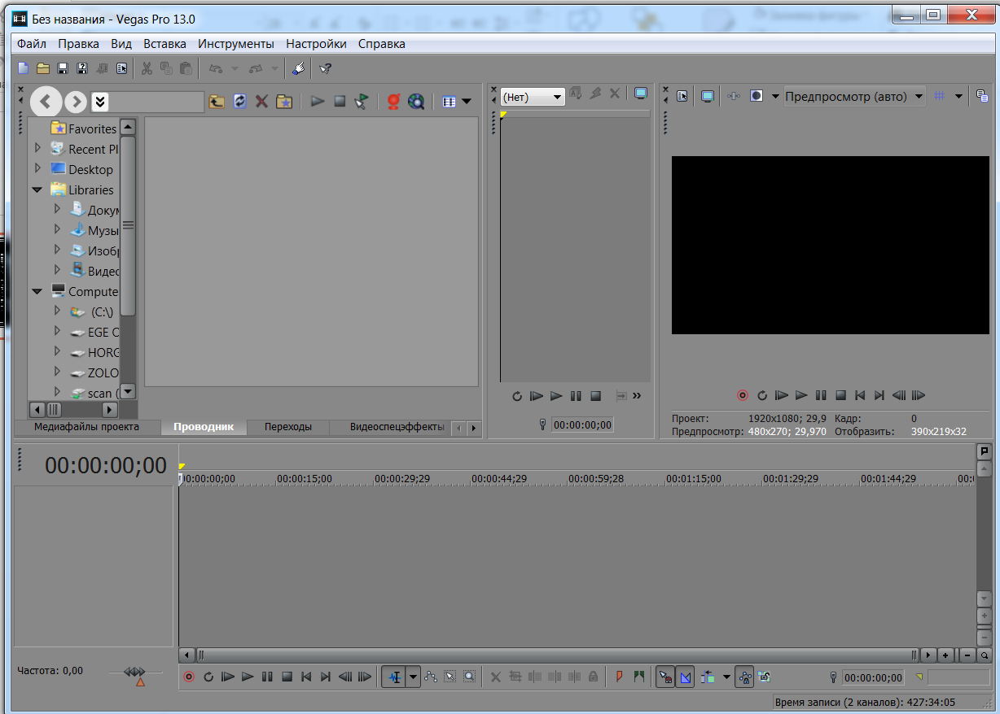 Без названия - Vegas Pro 13.0
Файл Правка Вид Вставка Инструменты Настройки Справка
(Нет)
Предпросмотр (авто)
Favorites
Recent Pl
Desktop
Libraries
Докум
Музы
Изобр
Видес
Compute
(C:\)
EGE C
HORG
ZOLO
scan (
Медиафайлы проекта Проводник Переходы Видеоспецэффекты
00:00:00;00
Проект: 1920x1080; 29,9 Кадр: 0
Предпросмотр: 480x270; 29,970 Отобразить: 390x219x32
00:00:00;00
00:00:00;00 00:00:15;00 00:00:29;29 00:00:44;29 00:00:59;28 00:01:15;00 00:01:29;29 00:01:44;29 00:0
Частота: 0,00
00:00:00;00
Время записи (2 каналов): 427:34:05